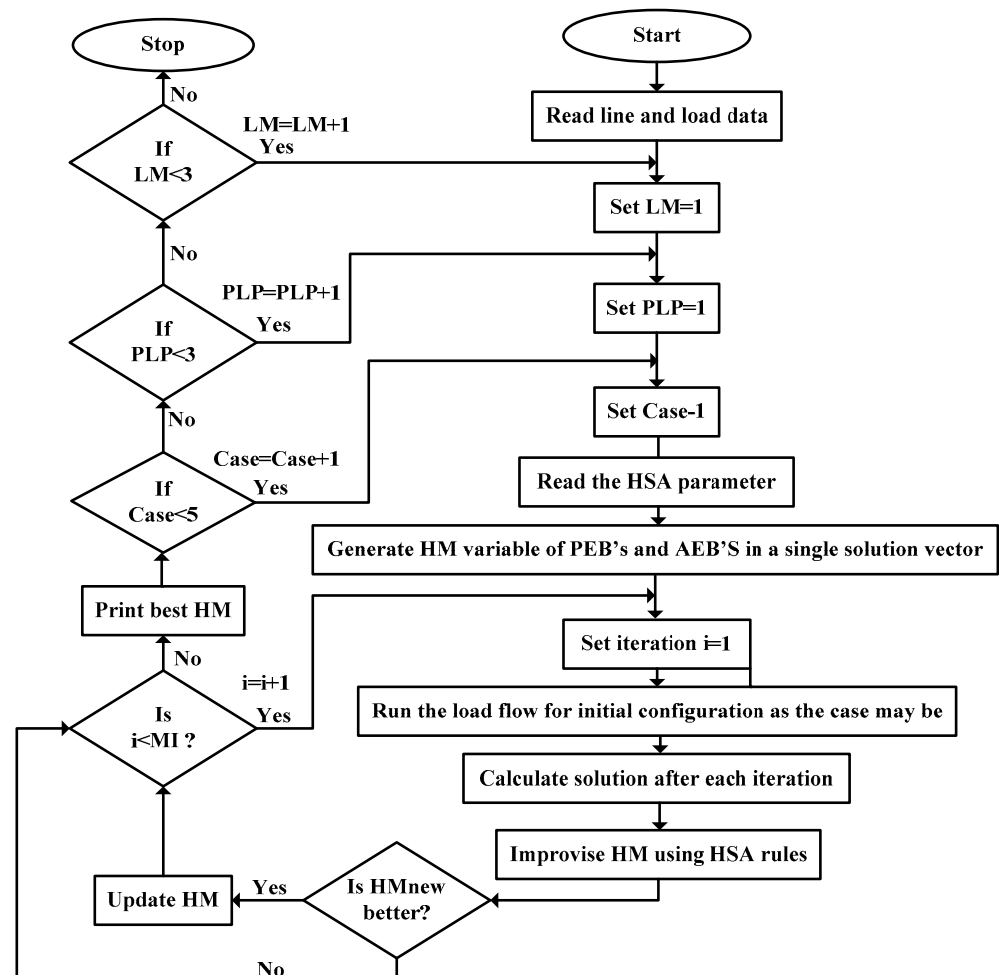 Start
Read line and load data
Set LM=1
Set PLP=1
Set Case-1
Read the HSA parameter
Generate HM variable of PEB’s and AEB’S in a single solution vector
Set iteration i=1
Run the load flow for initial configuration as the case may be
Calculate solution after each iteration
Improvise HM using HSA rules
Is HMnew
better?
Yes
No
Update HM
Is
i<MI ?
i=i+1
Yes
No
Print best HM
If
Case<5
Case=Case+1
Yes
No
If
PLP<3
PLP=PLP+1
Yes
No
If
LM<3
LM=LM+1
Yes
No
Stop